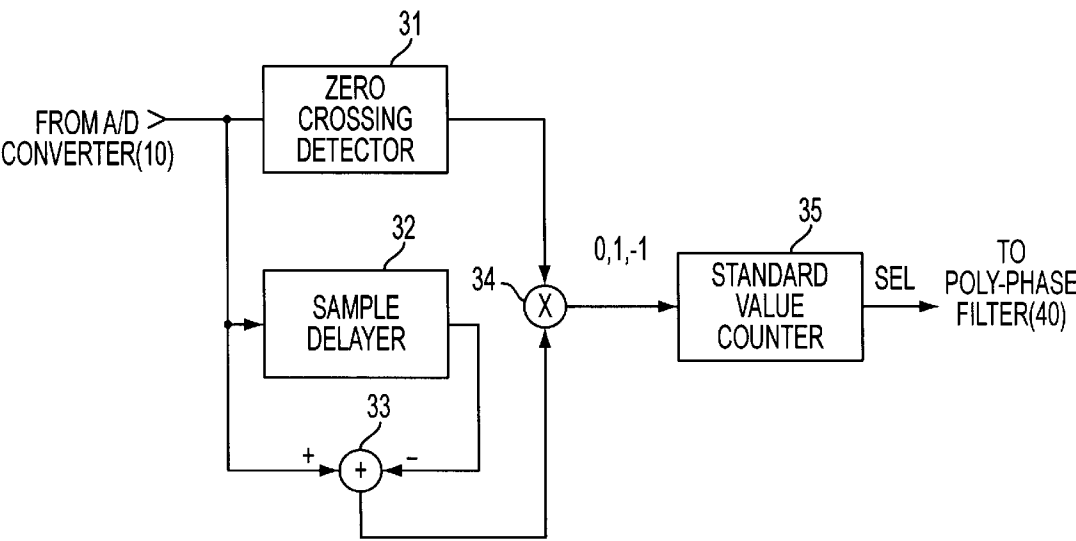 31
ZERO
CROSSING
DETECTOR
FROM A/D
CONVERTER(10)
32
SAMPLE
DELAYER
33
+
+
−
34
X
0,1,-1
35
STANDARD
VALUE
COUNTER
SEL
TO
POLY-PHASE
FILTER(40)